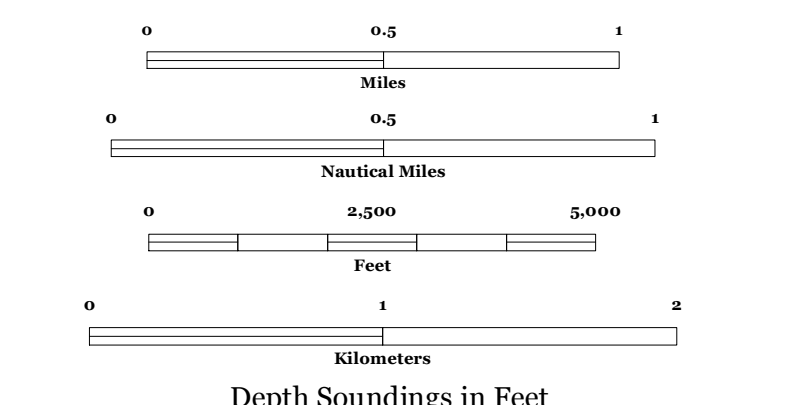 0 0.5 1
Miles
0 0.5 1
Nautical Miles
0 2,500 5,000
Feet
0 1 2
Kilometers
Depth Soundings in Feet